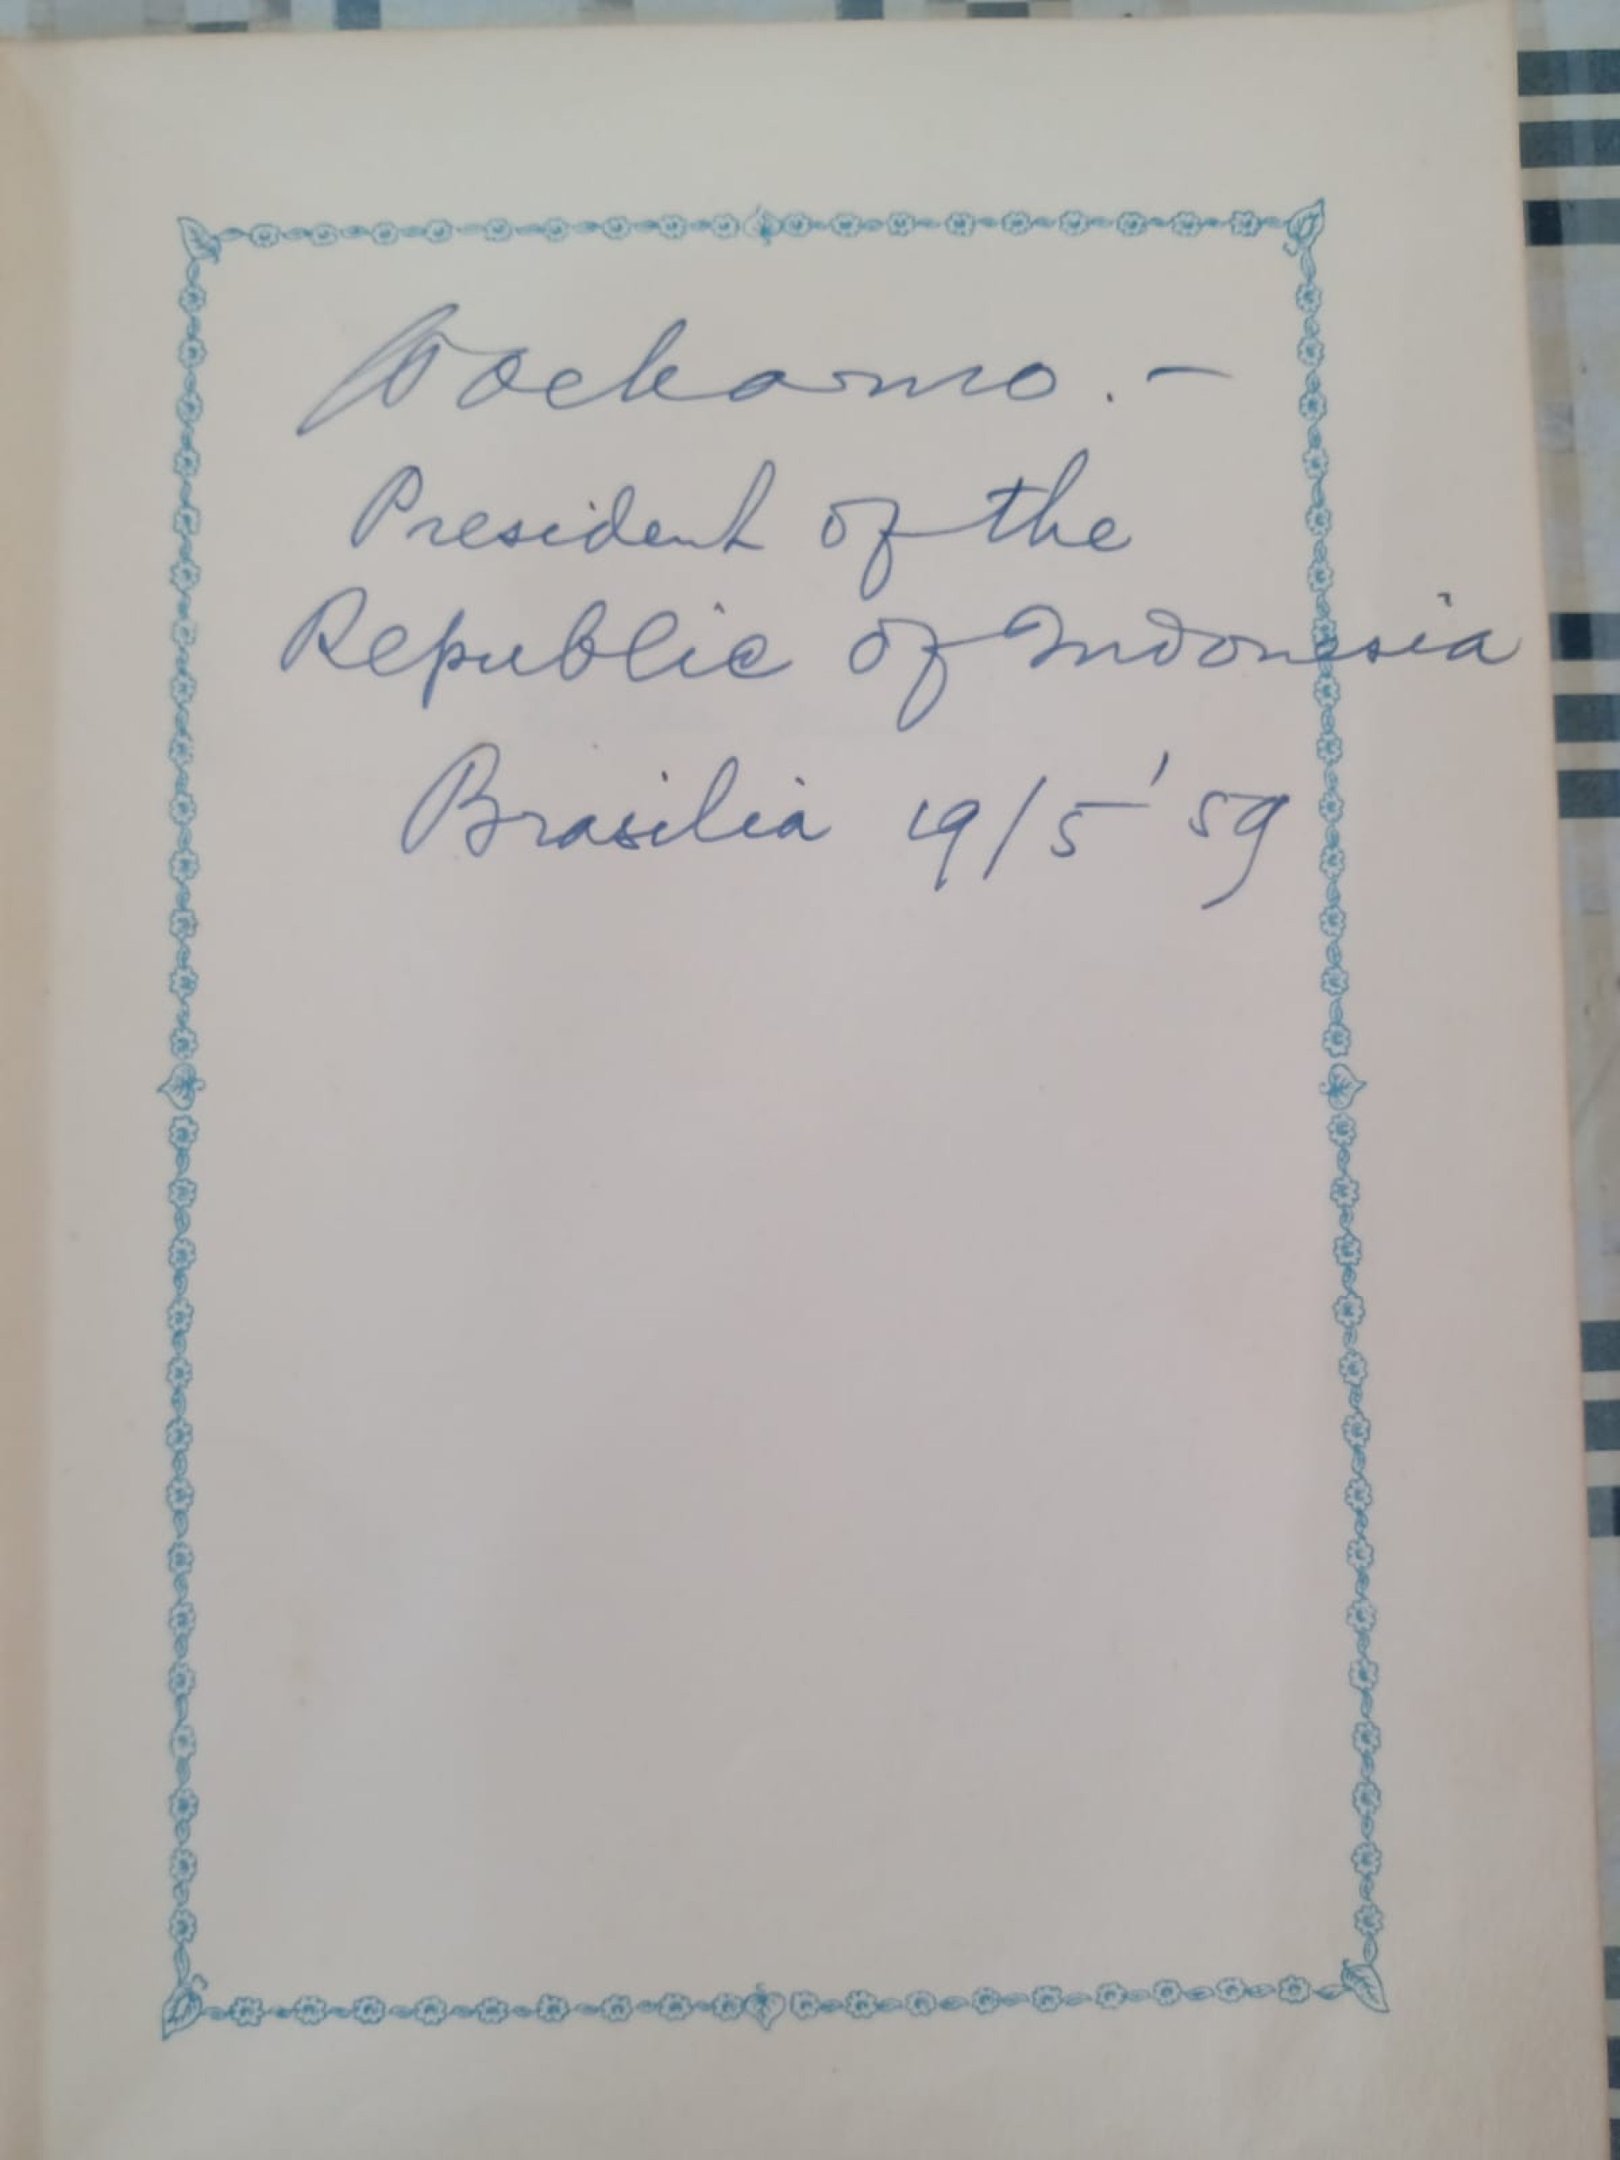 Soekarno. -
President of the
Republic of Indonesia
Brasilia 19/5 '59